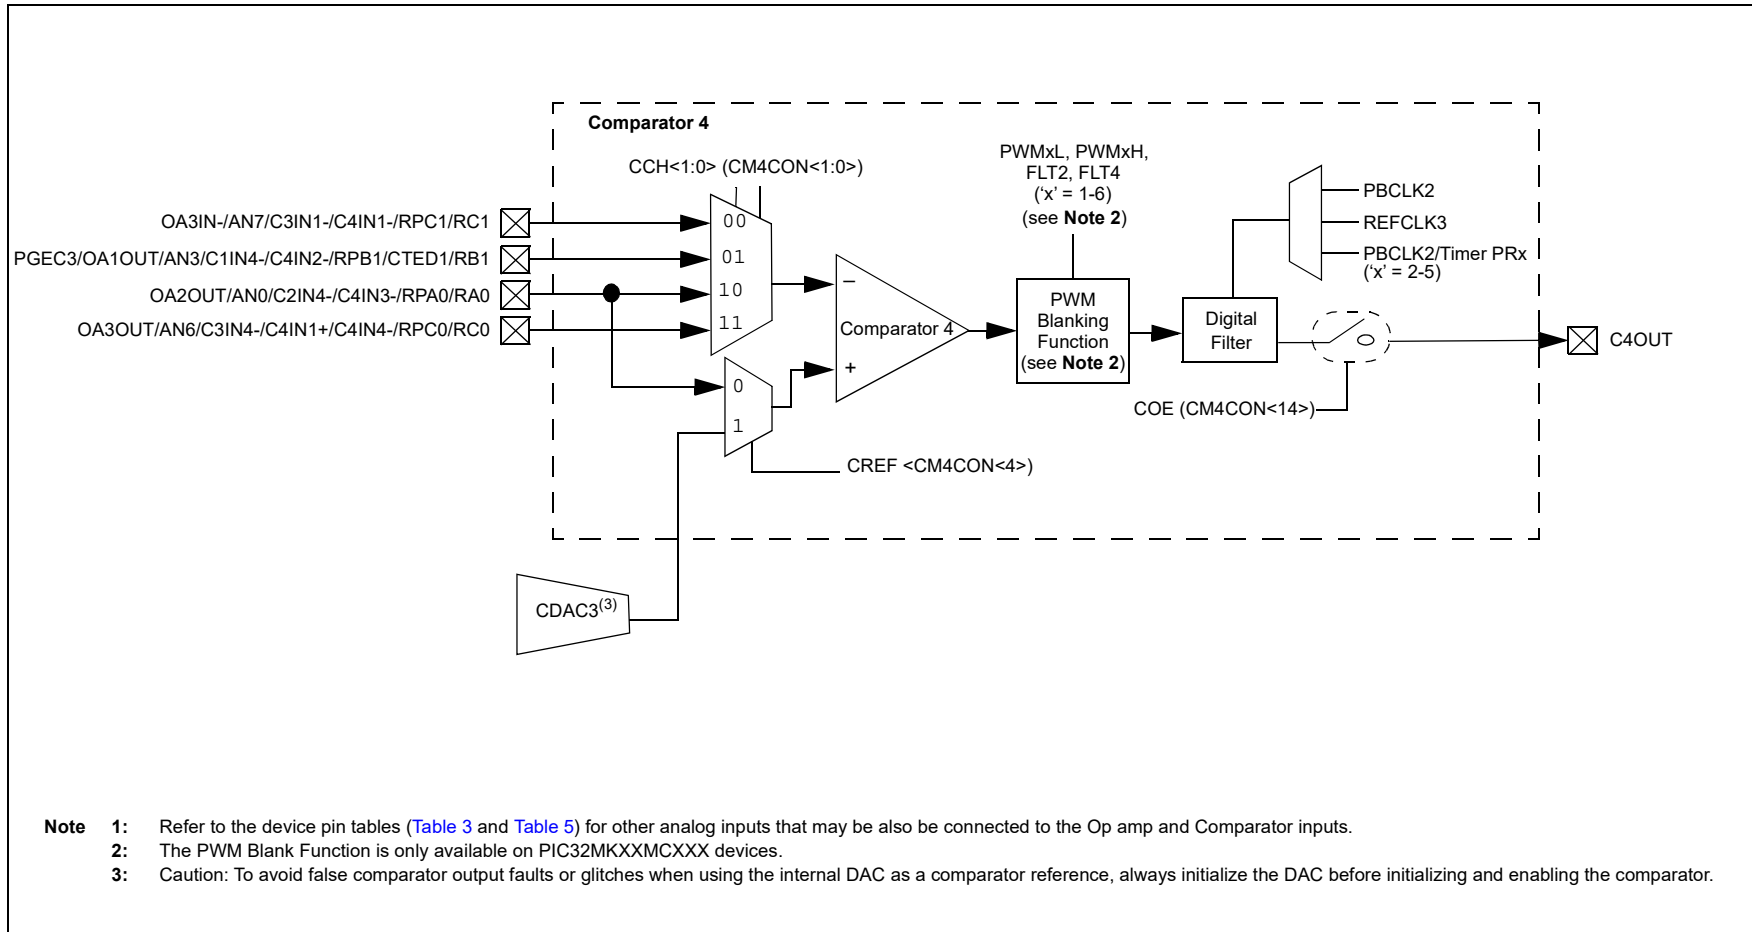 Comparator 4
CCH<1:0> (CM4CON<1:0>)
PWMxL, PWMxH,
FLT2, FLT4
(‘x’ = 1-6)
(see Note 2)
PBCLK2
REFCLK3
PBCLK2/Timer PRx
(‘x’ = 2-5)
OA3IN-/AN7/C3IN1-/C4IN1-/RPC1/RC1
PGEC3/OA1OUT/AN3/C1IN4-/C4IN2-/RPB1/CTED1/RB1
OA2OUT/AN0/C2IN4-/C4IN3-/RPA0/RA0
OA3OUT/AN6/C3IN4-/C4IN1+/C4IN4-/RPC0/RC0
00
01
10
11
–
Comparator 4
+
0
1
PWM
Blanking
Function
(see Note 2)
Digital
Filter
C4OUT
COE (CM4CON<14>)
CREF <CM4CON<4>)
CDAC3(3)
Note 1: Refer to the device pin tables (Table 3 and Table 5) for other analog inputs that may be also be connected to the Op amp and Comparator inputs.
2: The PWM Blank Function is only available on PIC32MKXXMCXXX devices.
3: Caution: To avoid false comparator output faults or glitches when using the internal DAC as a comparator reference, always initialize the DAC before initializing and enabling the comparator.